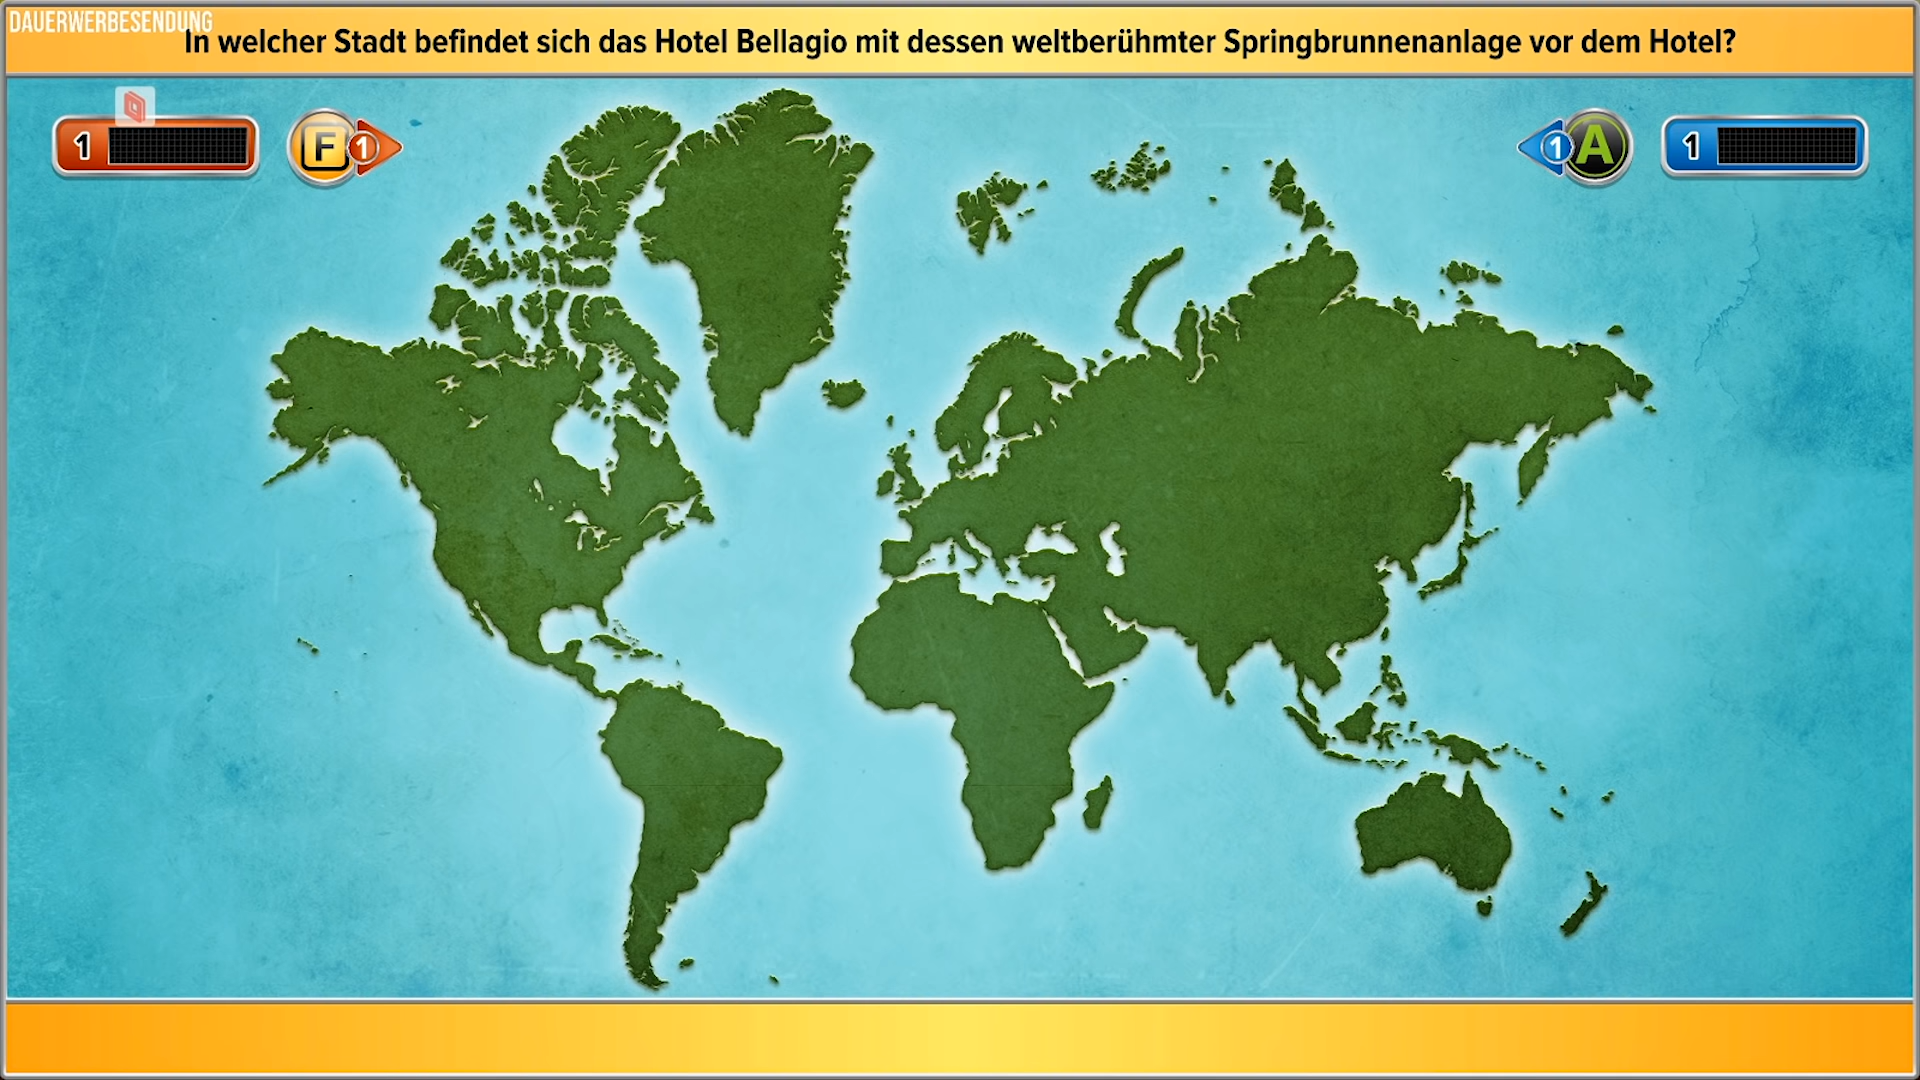 DAUERWERBESENDUNG
In welcher Stadt befindet sich das Hotel Bellagio mit dessen weltberühmter Springbrunnenanlage vor dem Hotel?
1
F 1
1 A
1